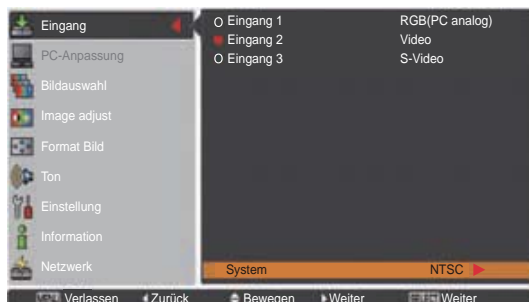 Eingang
PC-Anpassung
Bildauswahl
Image adjust
Format Bild
Ton
Einstellung
Information
Netzwerk
Eingang 1 RGB(PC analog)
Eingang 2 Video
Eingang 3 S-Video
System NTSC
Verlassen Zurück Bewegen Weiter Weiter